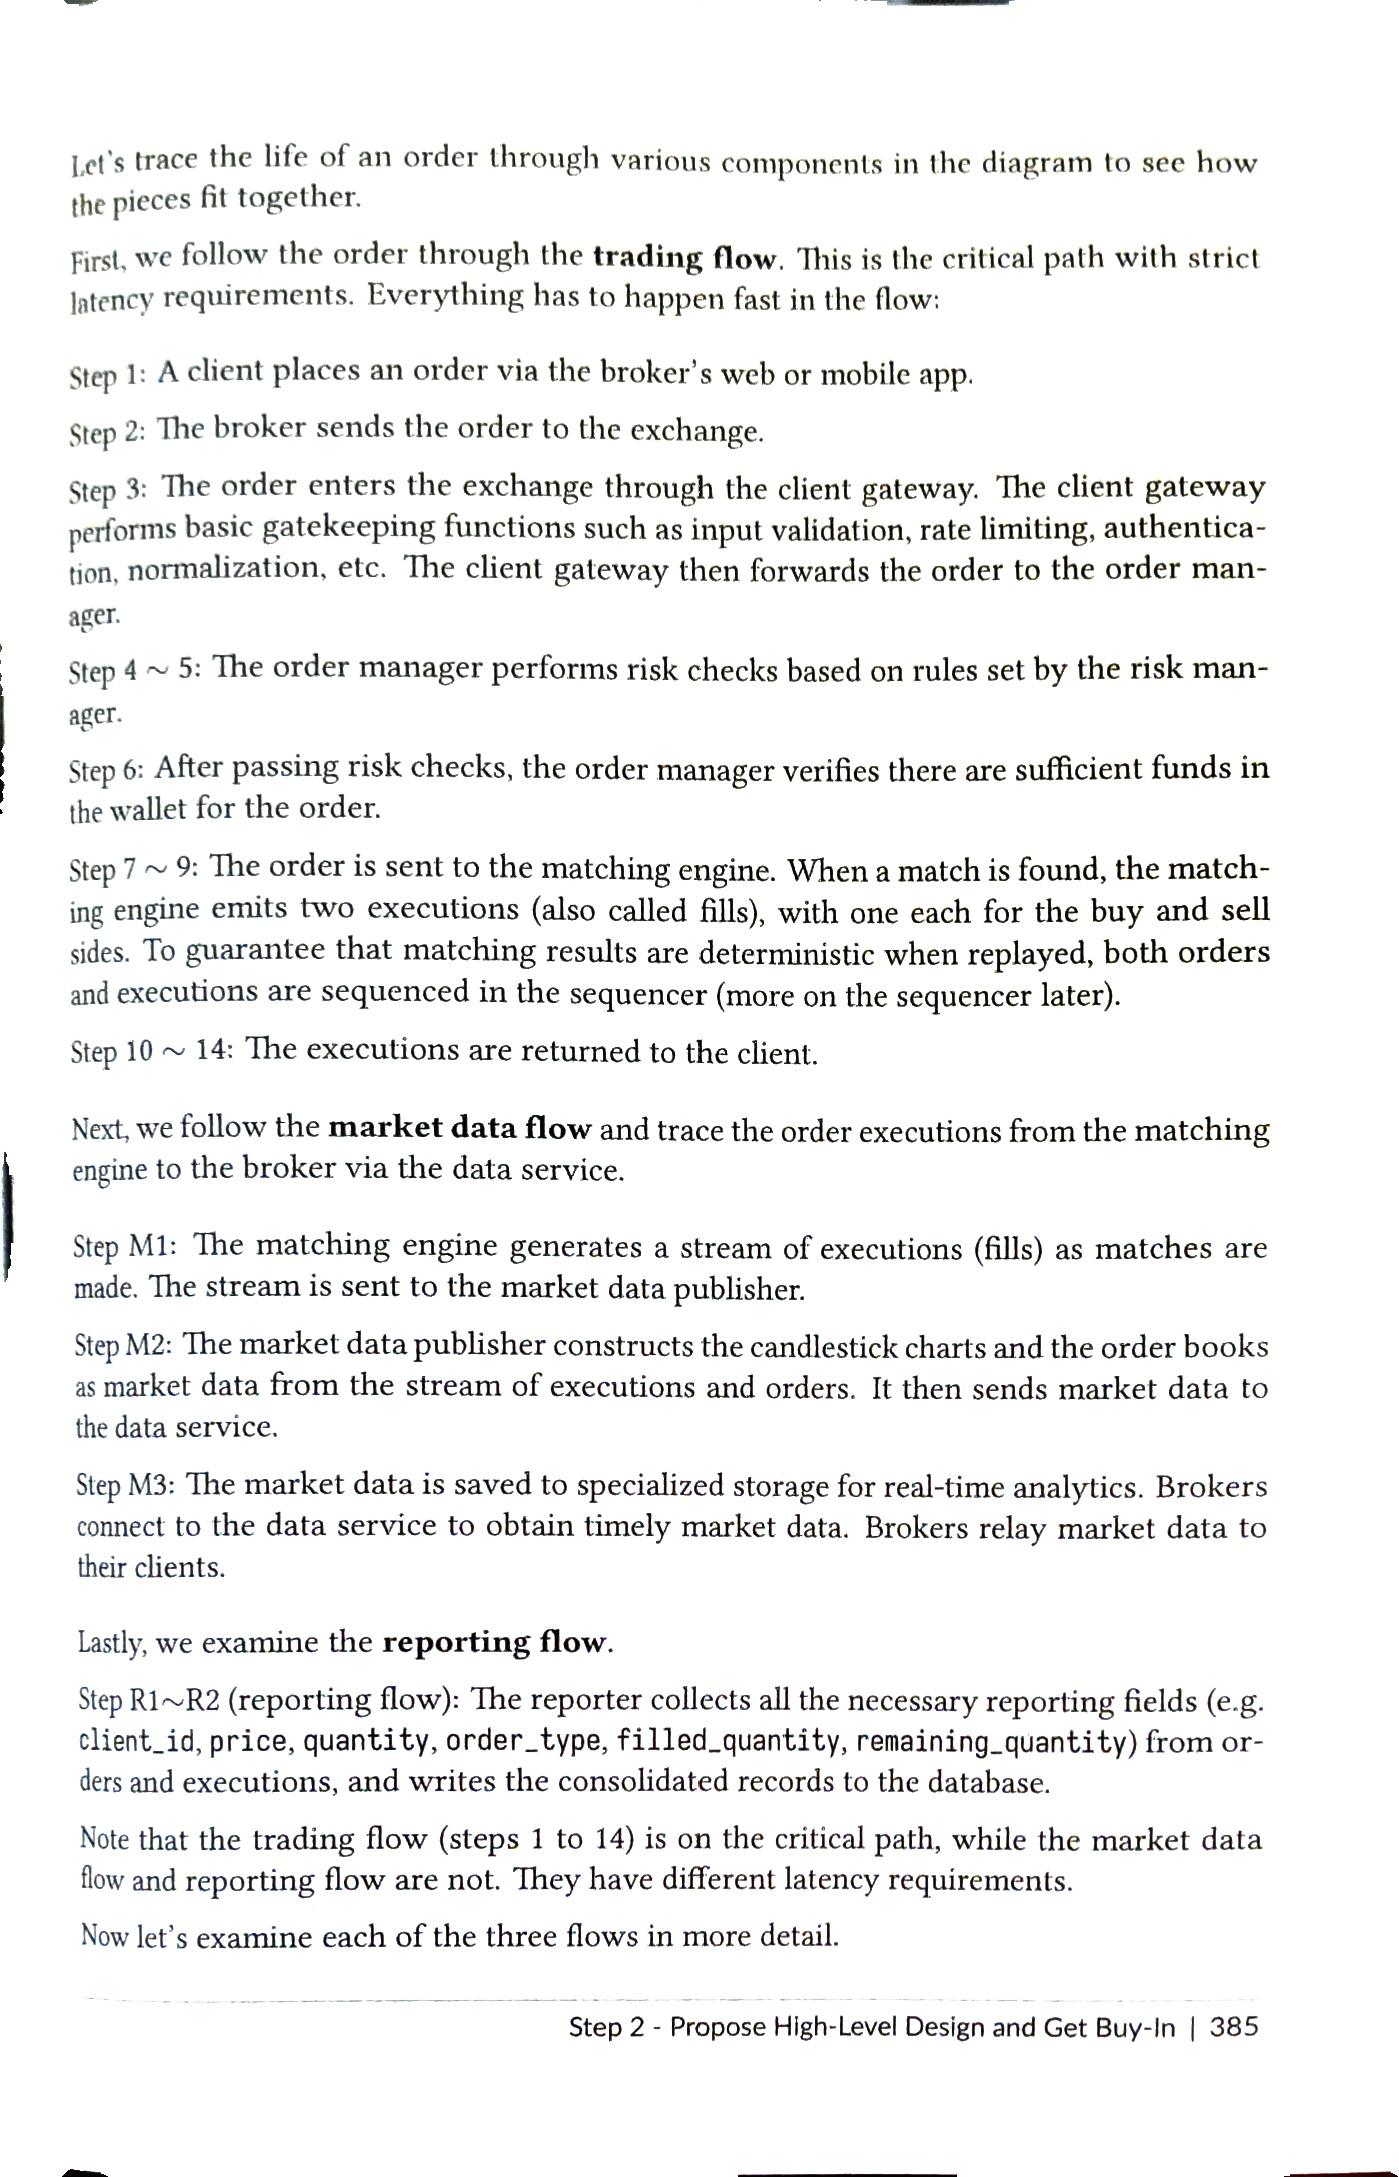 Let's trace the life of an order through various components in the diagram to see how
the pieces fit together.
First, we follow the order through the trading flow. This is the critical path with strict
latency requirements. Everything has to happen fast in the flow:
Step 1: A client places an order via the broker's web or mobile app.
Step 2: The broker sends the order to the exchange.
Step 3: The order enters the exchange through the client gateway. The client gateway
performs basic gatekeeping functions such as input validation, rate limiting, authentica-
tion, normalization, etc. The client gateway then forwards the order to the order man-
ager.
Step 4 ~ 5: The order manager performs risk checks based on rules set by the risk man-
ager.
Step 6: After passing risk checks, the order manager verifies there are sufficient funds in
the wallet for the order.
Step 7 ~ 9: The order is sent to the matching engine. When a match is found, the match-
ing engine emits two executions (also called fills), with one each for the buy and sell
sides. To guarantee that matching results are deterministic when replayed, both orders
and executions are sequenced in the sequencer (more on the sequencer later).
Step 10 ~ 14: The executions are returned to the client.
Next, we follow the market data flow and trace the order executions from the matching
engine to the broker via the data service.
Step M1: The matching engine generates a stream of executions (fills) as matches are
made. The stream is sent to the market data publisher.
Step M2: The market data publisher constructs the candlestick charts and the order books
as market data from the stream of executions and orders. It then sends market data to
the data service.
Step M3: The market data is saved to specialized storage for real-time analytics. Brokers
connect to the data service to obtain timely market data. Brokers relay market data to
their clients.
Lastly, we examine the reporting flow.
Step R1~R2 (reporting flow): The reporter collects all the necessary reporting fields (e.g.
client_id, price, quantity, order_type, filled_quantity, remaining_quantity) from or-
ders and executions, and writes the consolidated records to the database.
Note that the trading flow (steps 1 to 14) is on the critical path, while the market data
flow and reporting flow are not. They have different latency requirements.
Now let's examine each of the three flows in more detail.
Step 2 - Propose High-Level Design and Get Buy-In | 385